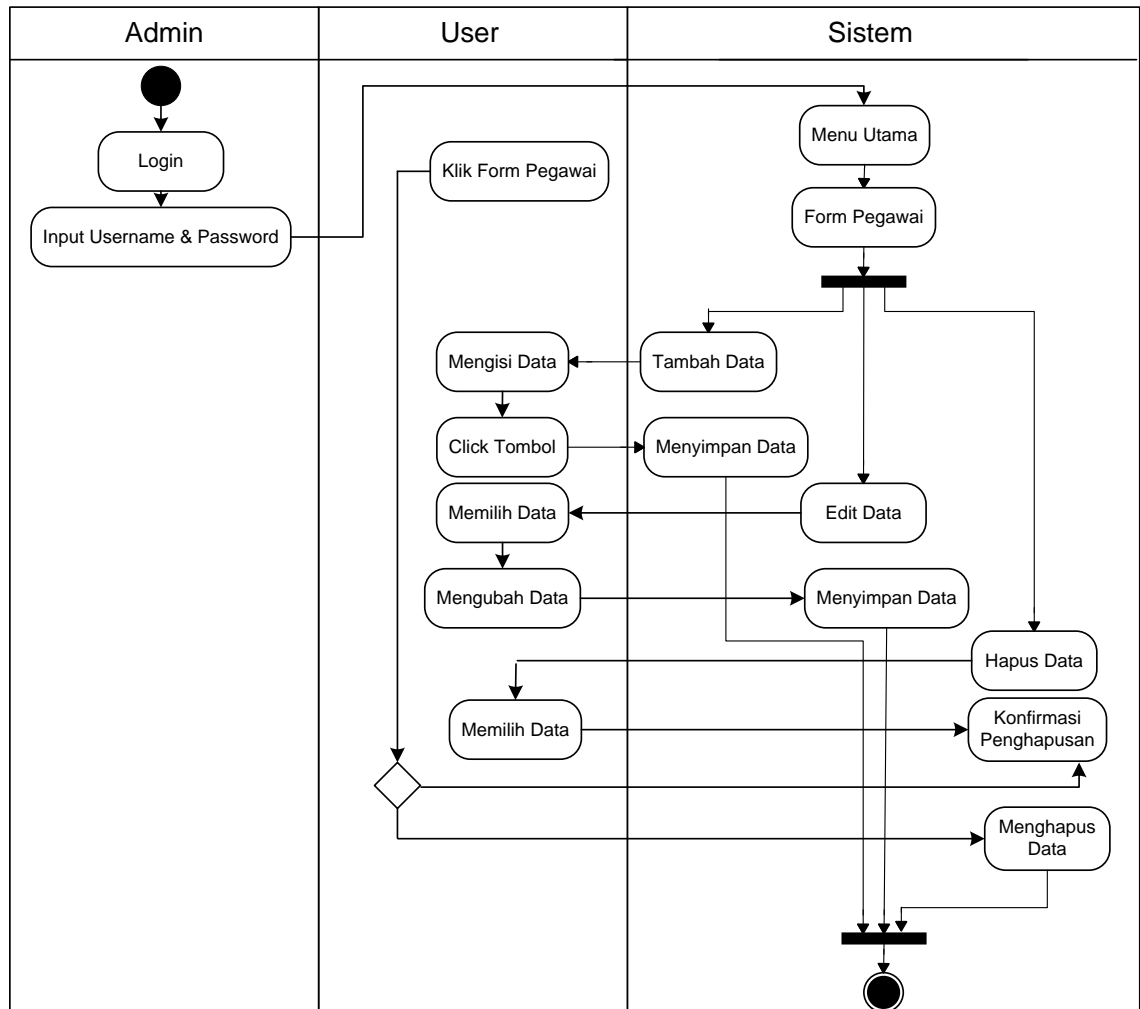 Admin
User
Sistem
Menu Utama
Login
Klik Form Pegawai
Form Pegawai
Input Username & Password
Mengisi Data
Tambah Data
Click Tombol
Menyimpan Data
Memilih Data
Edit Data
Mengubah Data
Menyimpan Data
Hapus Data
Memilih Data
Konfirmasi
Penghapusan
Menghapus
Data